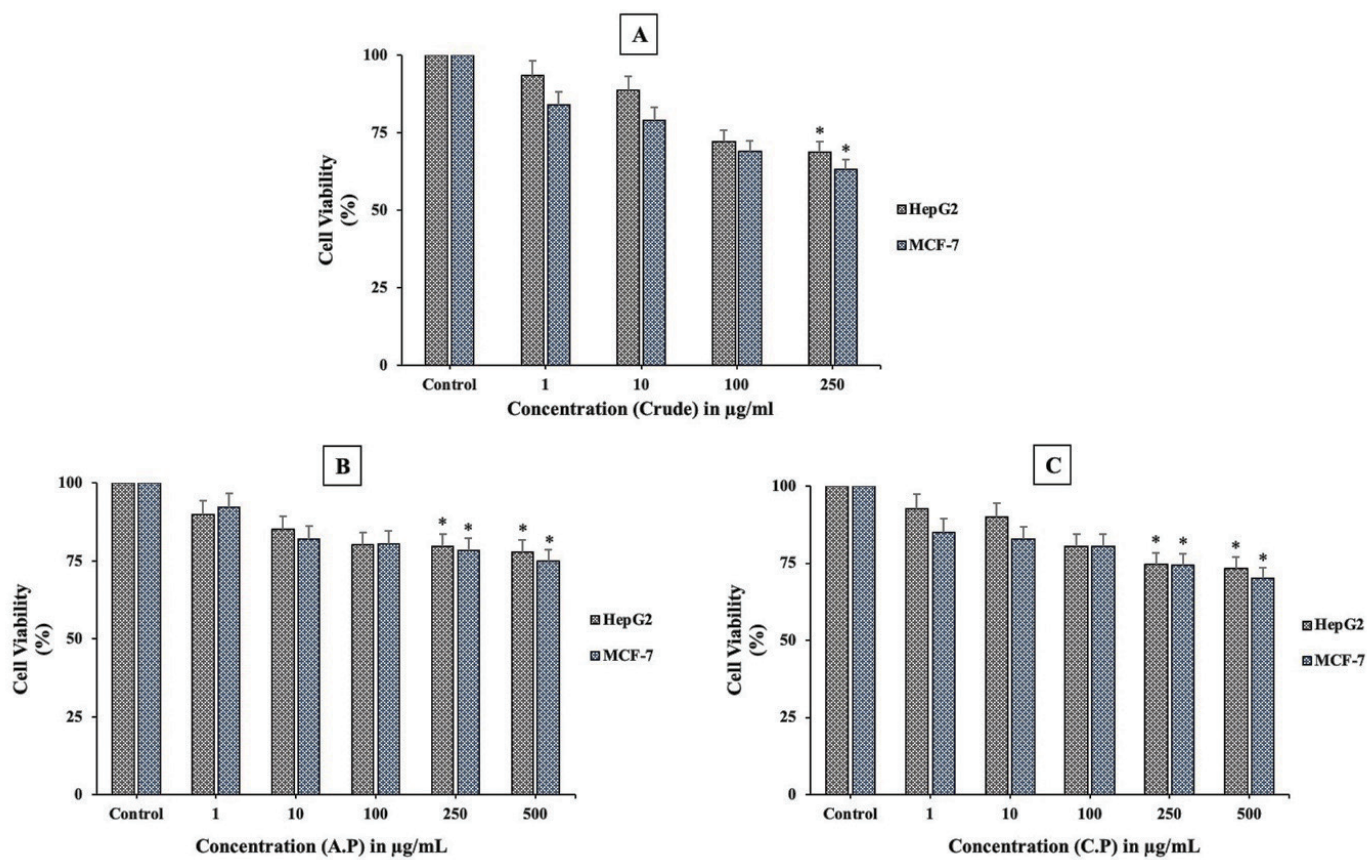 A
100
75
50
25
0
Cell Viability
(%)
*
*
HepG2
MCF-7
Control 1 10 100 250
Concentration (Crude) in µg/ml
B
100
75
50
25
0
Cell Viability
(%)
* * * *
HepG2
MCF-7
Control 1 10 100 250 500
Concentration (A.P) in µg/mL
C
100
75
50
25
0
Cell Viability
(%)
* * * *
HepG2
MCF-7
Control 1 10 100 250 500
Concentration (C.P) in µg/mL